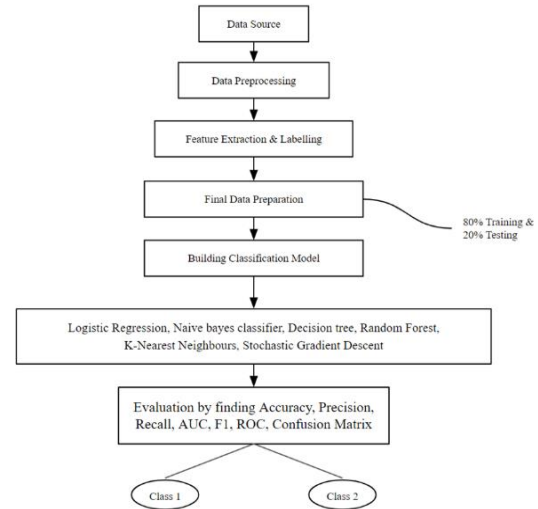 Data Source
Data Preprocessing
Feature Extraction & Labelling
Final Data Preparation
80% Training &
20% Testing
Building Classification Model
Logistic Regression, Naive bayes classifier, Decision tree, Random Forest,
K-Nearest Neighbours, Stochastic Gradient Descent
Evaluation by finding Accuracy, Precision,
Recall, AUC, F1, ROC, Confusion Matrix
Class 1
Class 2